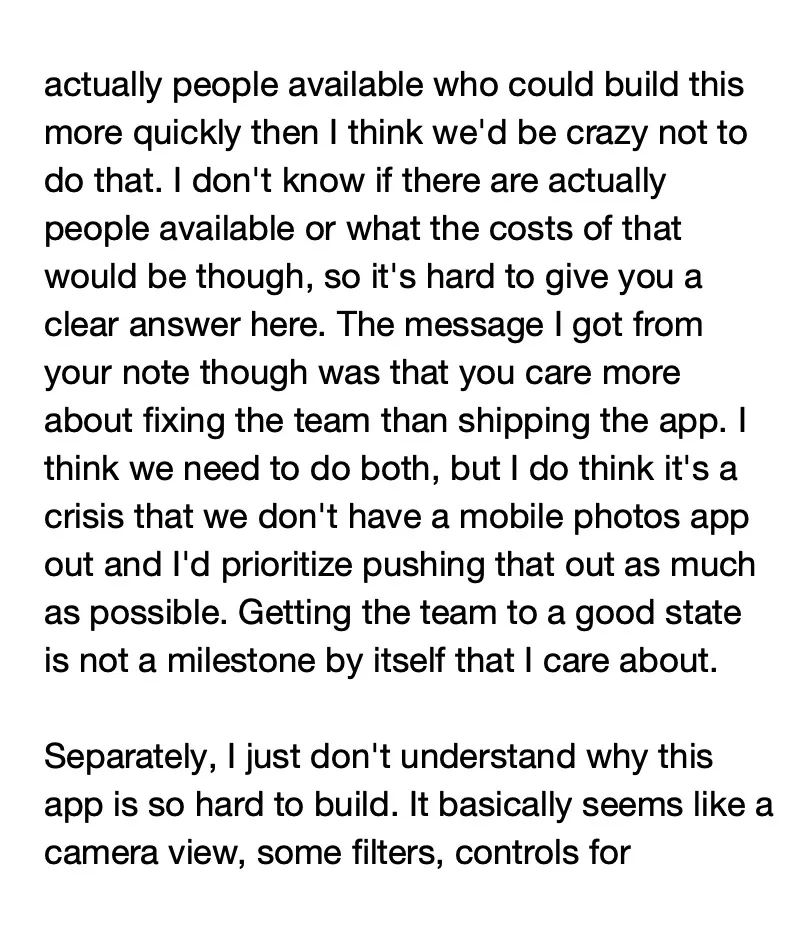 actually people available who could build this
more quickly then I think we'd be crazy not to
do that. I don't know if there are actually
people available or what the costs of that
would be though, so it's hard to give you a
clear answer here. The message I got from
your note though was that you care more
about fixing the team than shipping the app. I
think we need to do both, but I do think it's a
crisis that we don't have a mobile photos app
out and I'd prioritize pushing that out as much
as possible. Getting the team to a good state
is not a milestone by itself that I care about.

Separately, I just don't understand why this
app is so hard to build. It basically seems like a
camera view, some filters, controls for